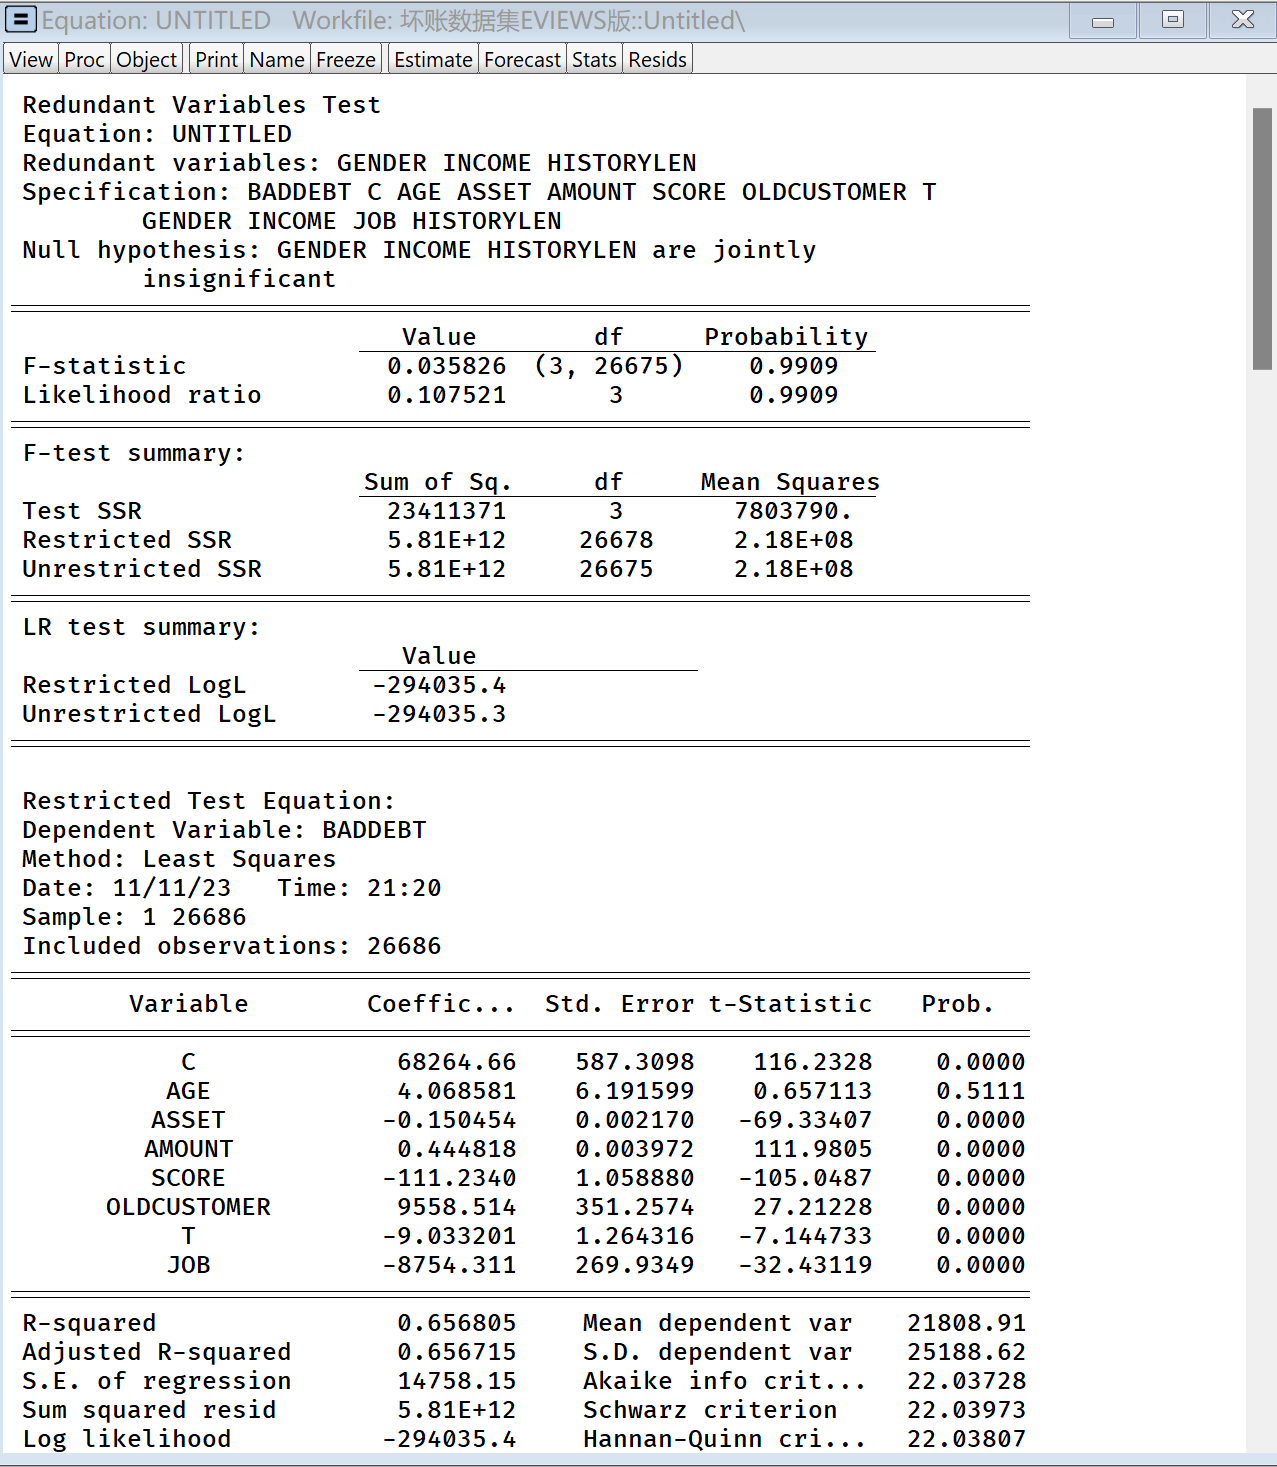 Equation: UNTITLED   Workfile: 坏账数据集EVIEWS版::Untitled\
View Proc Object Print Name Freeze Estimate Forecast Stats Resids
Redundant Variables Test
Equation: UNTITLED
Redundant variables: GENDER INCOME HISTORYLEN
Specification: BADDEBT C AGE ASSET AMOUNT SCORE OLDCUSTOMER T
GENDER INCOME JOB HISTORYLEN
Null hypothesis: GENDER INCOME HISTORYLEN are jointly
insignificant
Value df Probability
F-statistic 0.035826 (3, 26675) 0.9909
Likelihood ratio 0.107521 3 0.9909
F-test summary:
Sum of Sq. df Mean Squares
Test SSR 23411371 3 7803790.
Restricted SSR 5.81E+12 26678 2.18E+08
Unrestricted SSR 5.81E+12 26675 2.18E+08
LR test summary:
Value
Restricted LogL -294035.4
Unrestricted LogL -294035.3
Restricted Test Equation:
Dependent Variable: BADDEBT
Method: Least Squares
Date: 11/11/23   Time: 21:20
Sample: 1 26686
Included observations: 26686
Variable Coeffic... Std. Error t-Statistic Prob.
C 68264.66 587.3098 116.2328 0.0000
AGE 4.068581 6.191599 0.657113 0.5111
ASSET -0.150454 0.002170 -69.33407 0.0000
AMOUNT 0.444818 0.003972 111.9805 0.0000
SCORE -111.2340 1.058880 -105.0487 0.0000
OLDCUSTOMER 9558.514 351.2574 27.21228 0.0000
T -9.033201 1.264316 -7.144733 0.0000
JOB -8754.311 269.9349 -32.43119 0.0000
R-squared 0.656805 Mean dependent var 21808.91
Adjusted R-squared 0.656715 S.D. dependent var 25188.62
S.E. of regression 14758.15 Akaike info crit... 22.03728
Sum squared resid 5.81E+12 Schwarz criterion 22.03973
Log likelihood -294035.4 Hannan-Quinn cri... 22.03807